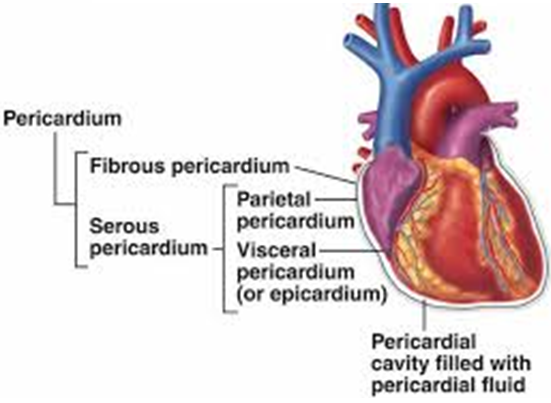 Pericardium
Fibrous pericardium
Serous
pericardium
Parietal
pericardium
Visceral
pericardium
(or epicardium)
Pericardial
cavity filled with
pericardial fluid